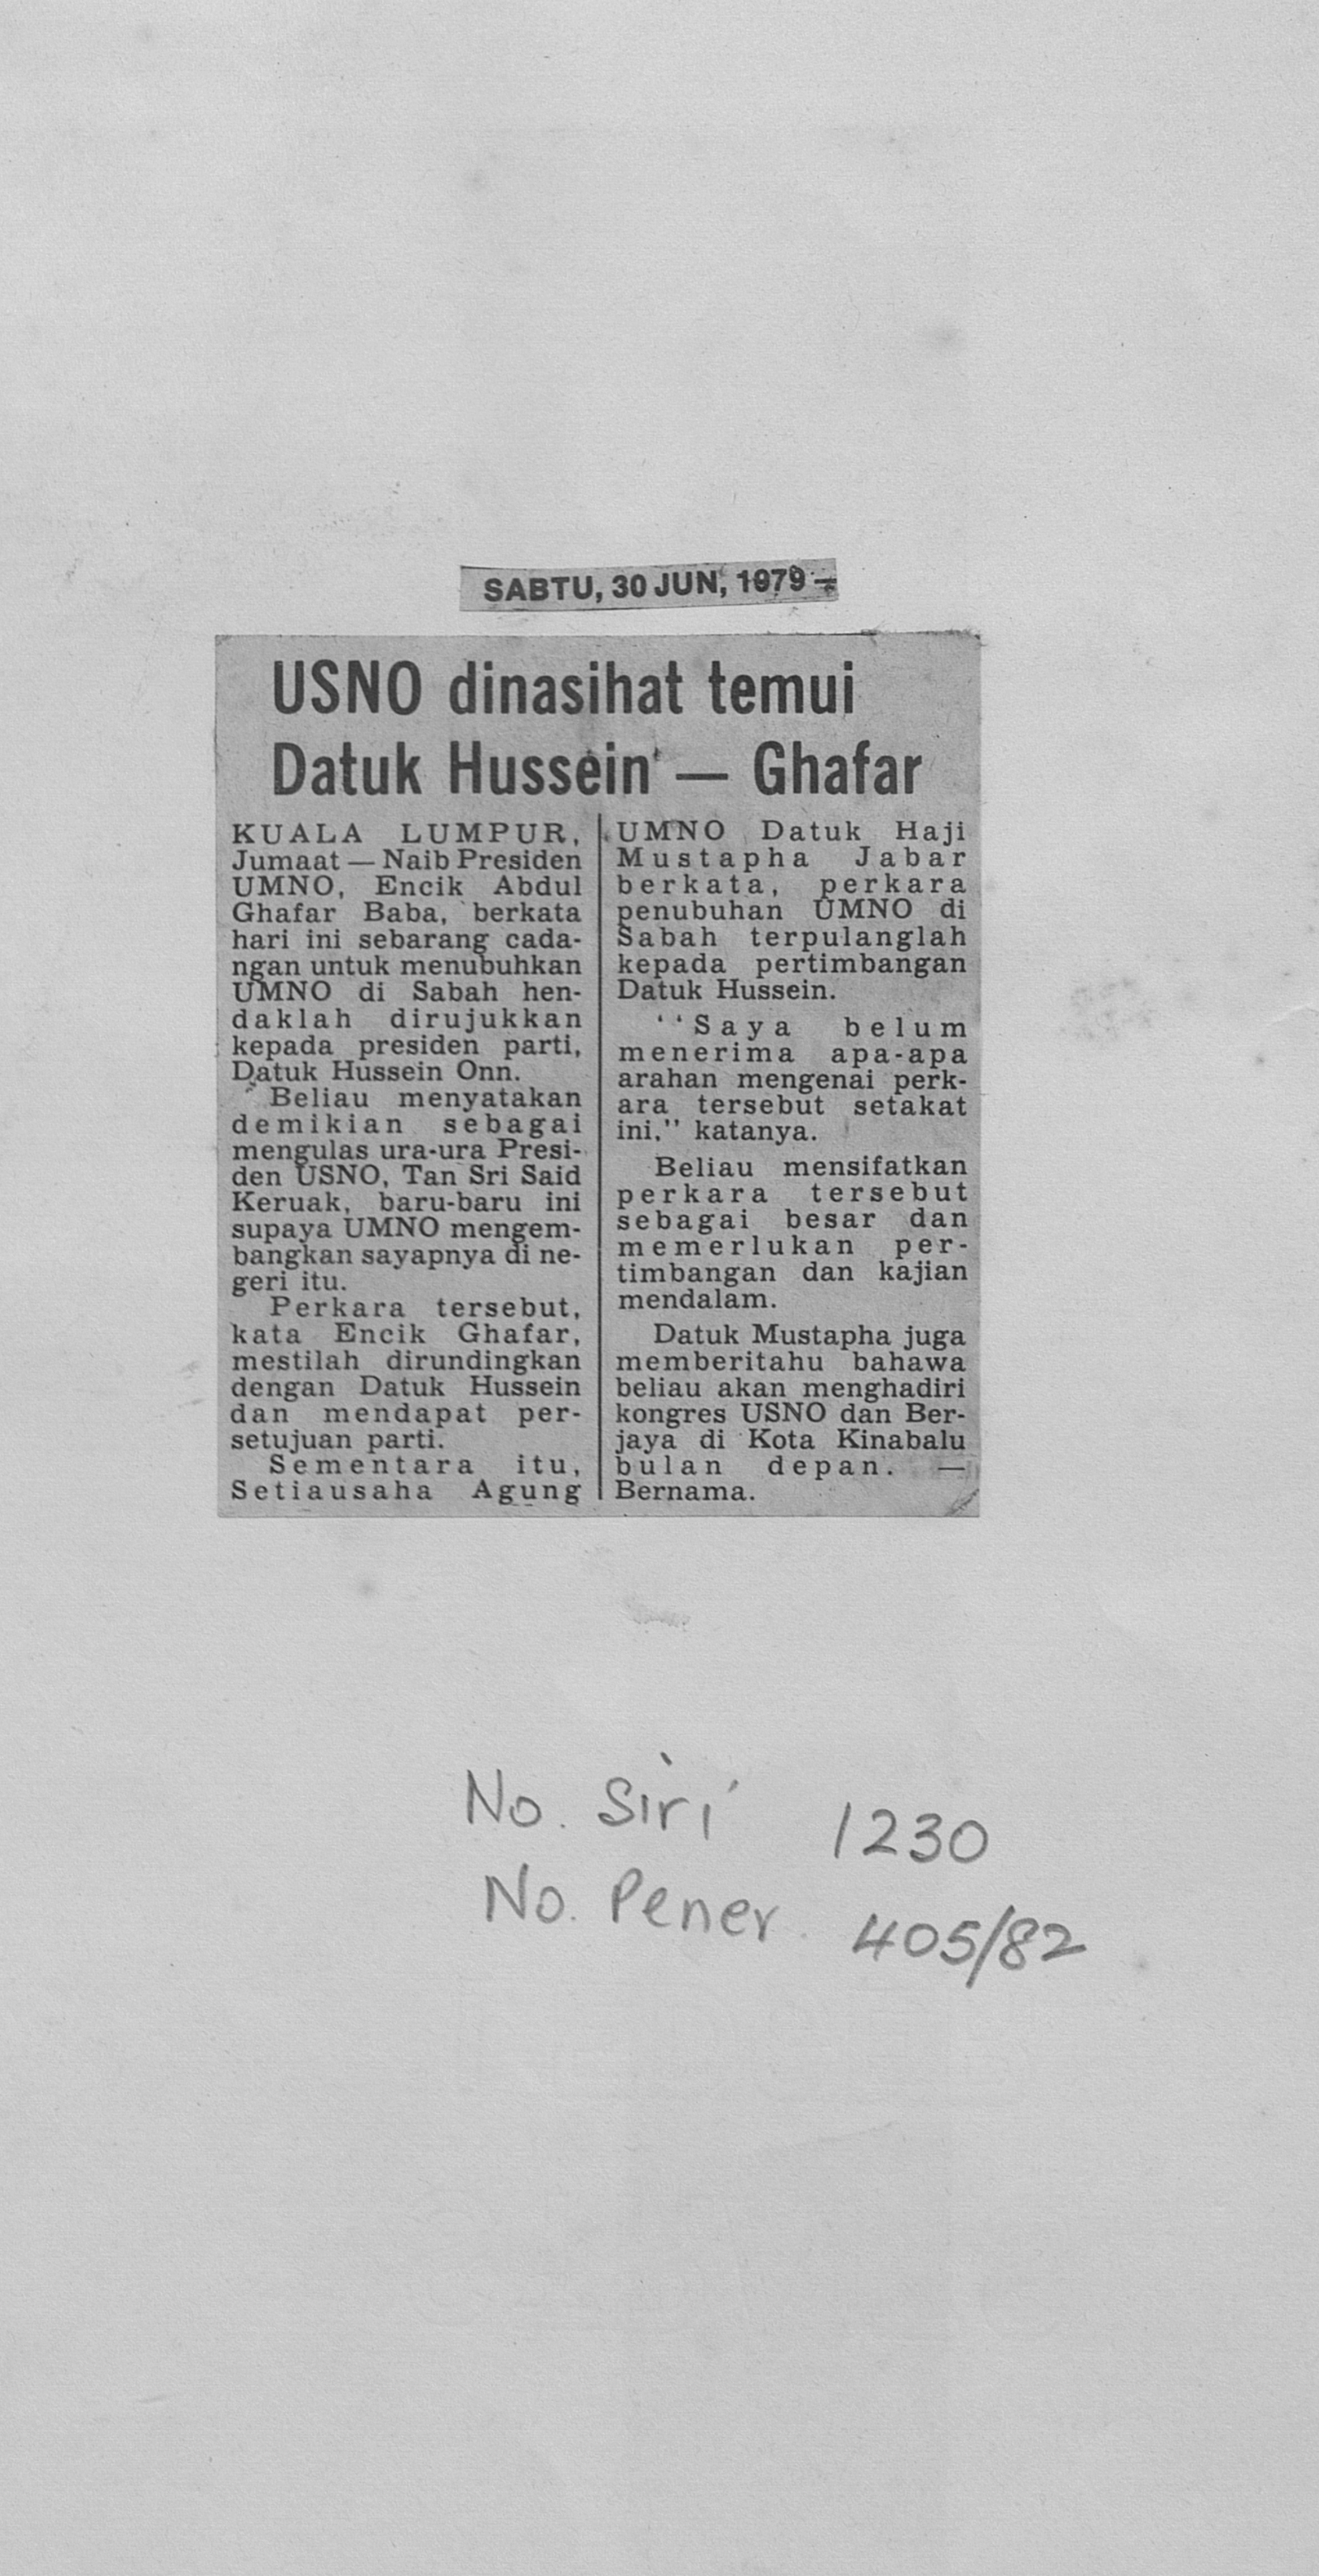 SABTU, 30 JUN, 1979 —
USNO dinasihat temui
Datuk Hussein — Ghafar
KUALA LUMPUR,
Jumaat — Naib Presiden
UMNO, Encik Abdul
Ghafar Baba, berkata
hari ini sebarang cada-
ngan untuk menubuhkan
UMNO di Sabah hen-
daklah dirujukkan
kepada presiden parti,
Datuk Hussein Onn.
Beliau menyatakan
demikian sebagai
mengulas ura-ura Presi-
den USNO, Tan Sri Said
Keruak, baru-baru ini
supaya UMNO mengem-
bangkan sayapnya di ne-
geri itu.
Perkara tersebut,
kata Encik Ghafar,
mestilah dirundingkan
dengan Datuk Hussein
dan mendapat per-
setujuan parti.
Sementara itu,
Setiausaha Agung
UMNO Datuk Haji
Mustapha Jabar
berkata, perkara
penubuhan UMNO di
Sabah terpulanglah
kepada pertimbangan
Datuk Hussein.
‘‘Saya belum
menerima apa-apa
arahan mengenai perk-
ara tersebut setakat
ini,’’ katanya.
Beliau mensifatkan
perkara tersebut
sebagai besar dan
memerlukan per-
timbangan dan kajian
mendalam.
Datuk Mustapha juga
memberitahu bahawa
beliau akan menghadiri
kongres USNO dan Ber-
jaya di Kota Kinabalu
bulan depan. —
Bernama.
No. Siri 1230
No. Pener. 405/82